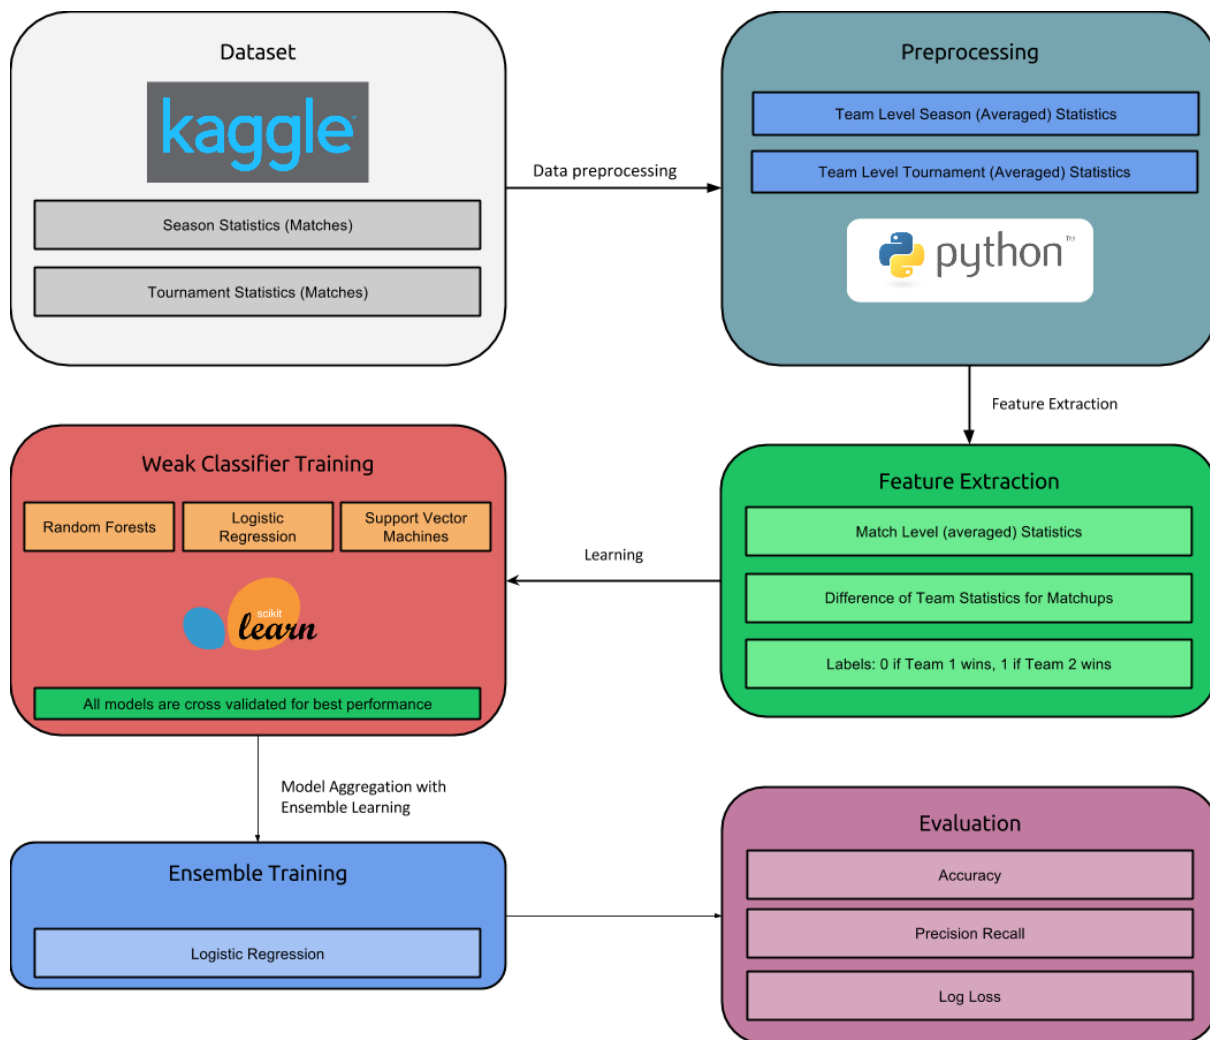 Dataset
kaggle™
Season Statistics (Matches)
Tournament Statistics (Matches)
Data preprocessing
Preprocessing
Team Level Season (Averaged) Statistics
Team Level Tournament (Averaged) Statistics
python™
Feature Extraction
Feature Extraction
Match Level (averaged) Statistics
Difference of Team Statistics for Matchups
Labels: 0 if Team 1 wins, 1 if Team 2 wins
Learning
Weak Classifier Training
Random Forests
Logistic
Regression
Support Vector
Machines
scikit
learn
All models are cross validated for best performance
Model Aggregation with
Ensemble Learning
Ensemble Training
Logistic Regression
Evaluation
Accuracy
Precision Recall
Log Loss